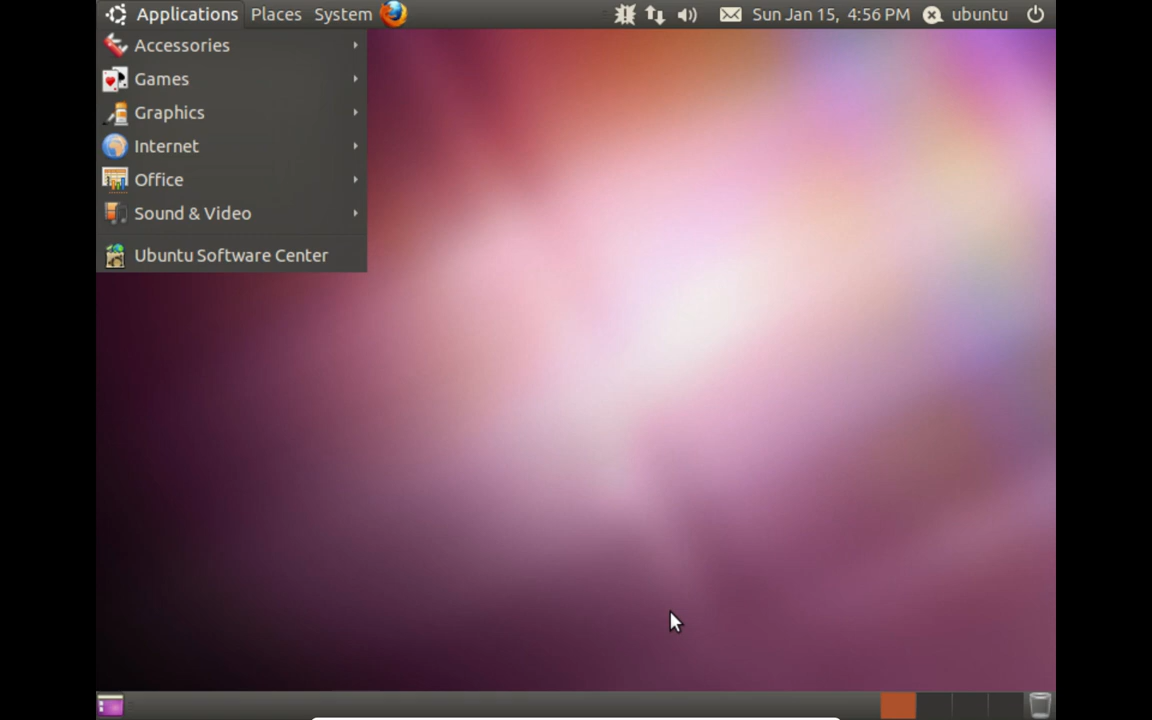 Applications Places System Sun Jan 15, 4:56 PM ubuntu
Accessories
Games
Graphics
Internet
Office
Sound & Video
Ubuntu Software Center